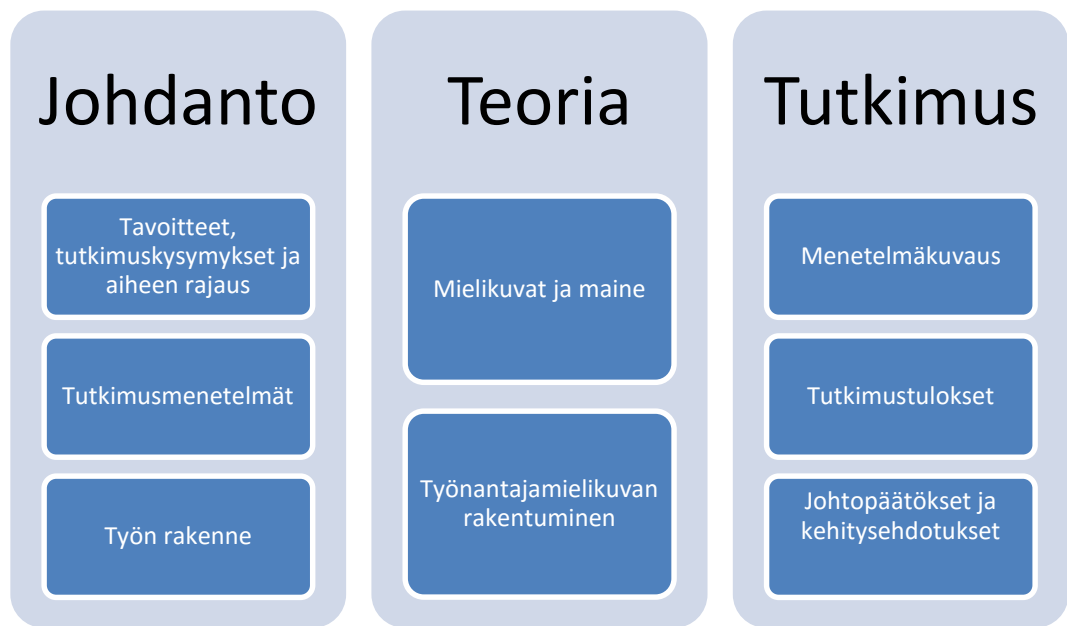 Johdanto
Tavoitteet,
tutkimuskysymykset ja
aiheen rajaus
Tutkimusmenetelmät
Työn rakenne
Teoria
Mielikuvat ja maine
Työnantajamielikuvan
rakentuminen
Tutkimus
Menetelmäkuvaus
Tutkimustulokset
Johtopäätökset ja
kehitysehdotukset